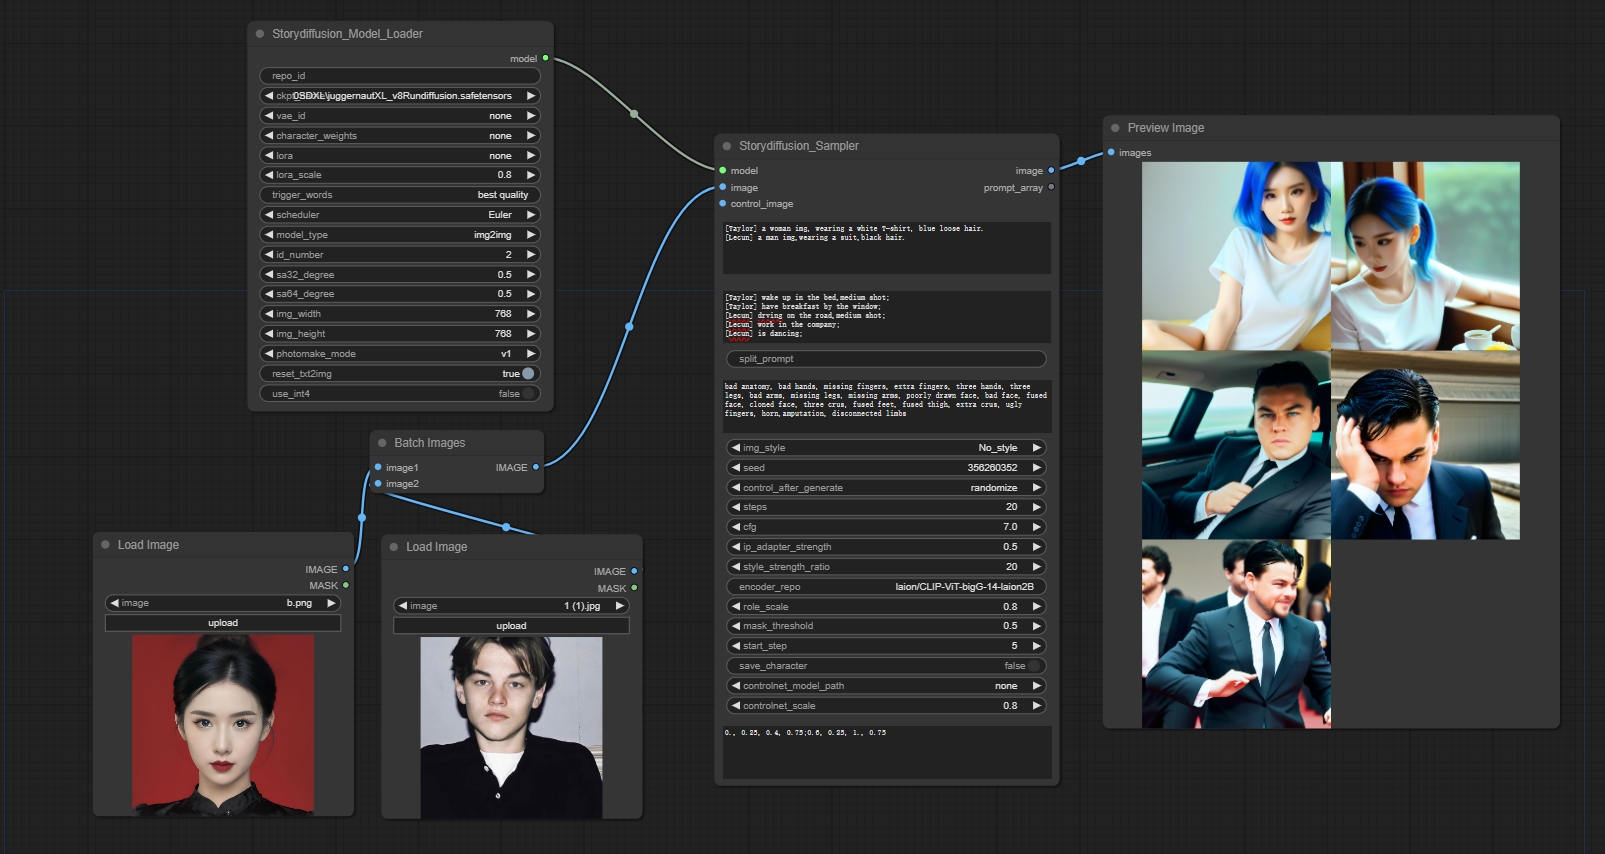 Storydiffusion_Model_Loader
model
repo_id
0SDXL\juggernautXL_v8Rundiffusion.safetensors
vae_id none
character_weights none
lora none
lora_scale 0.8
trigger_words best quality
scheduler Euler
model_type img2img
id_number 2
sa32_degree 0.5
sa64_degree 0.5
img_width 768
img_height 768
photomake_mode v1
reset_txt2img true
use_int4 false
Batch Images
image1 IMAGE
image2
Load Image
IMAGE
MASK
image b.png
upload
Load Image
IMAGE
MASK
image 1 (1).jpg
upload
Storydiffusion_Sampler
model image
image prompt_array
control_image
[Taylor] a woman img, wearing a white T-shirt, blue loose hair.
[Lecun] a man img,wearing a suit,black hair.
[Taylor] wake up in the bed,medium shot;
[Taylor] have breakfast by the window;
[Lecun] drving on the road,medium shot;
[Lecun] work in the company;
[Lecun] is dancing;
split_prompt
bad anatomy, bad hands, missing fingers, extra fingers, three hands, three
legs, bad arms, missing legs, missing arms, poorly drawn face, bad face, fused
face, cloned face, three crus, fused feet, fused thigh, extra crus, ugly
fingers, horn,amputation, disconnected limbs
img_style No_style
seed 356260352
control_after_generate randomize
steps 20
cfg 7.0
ip_adapter_strength 0.5
style_strength_ratio 20
encoder_repo laion/CLIP-ViT-bigG-14-laion2B
role_scale 0.8
mask_threshold 0.5
start_step 5
save_character false
controlnet_model_path none
controlnet_scale 0.8
0., 0.25, 0.4, 0.75;0.6, 0.25, 1., 0.75
Preview Image
images